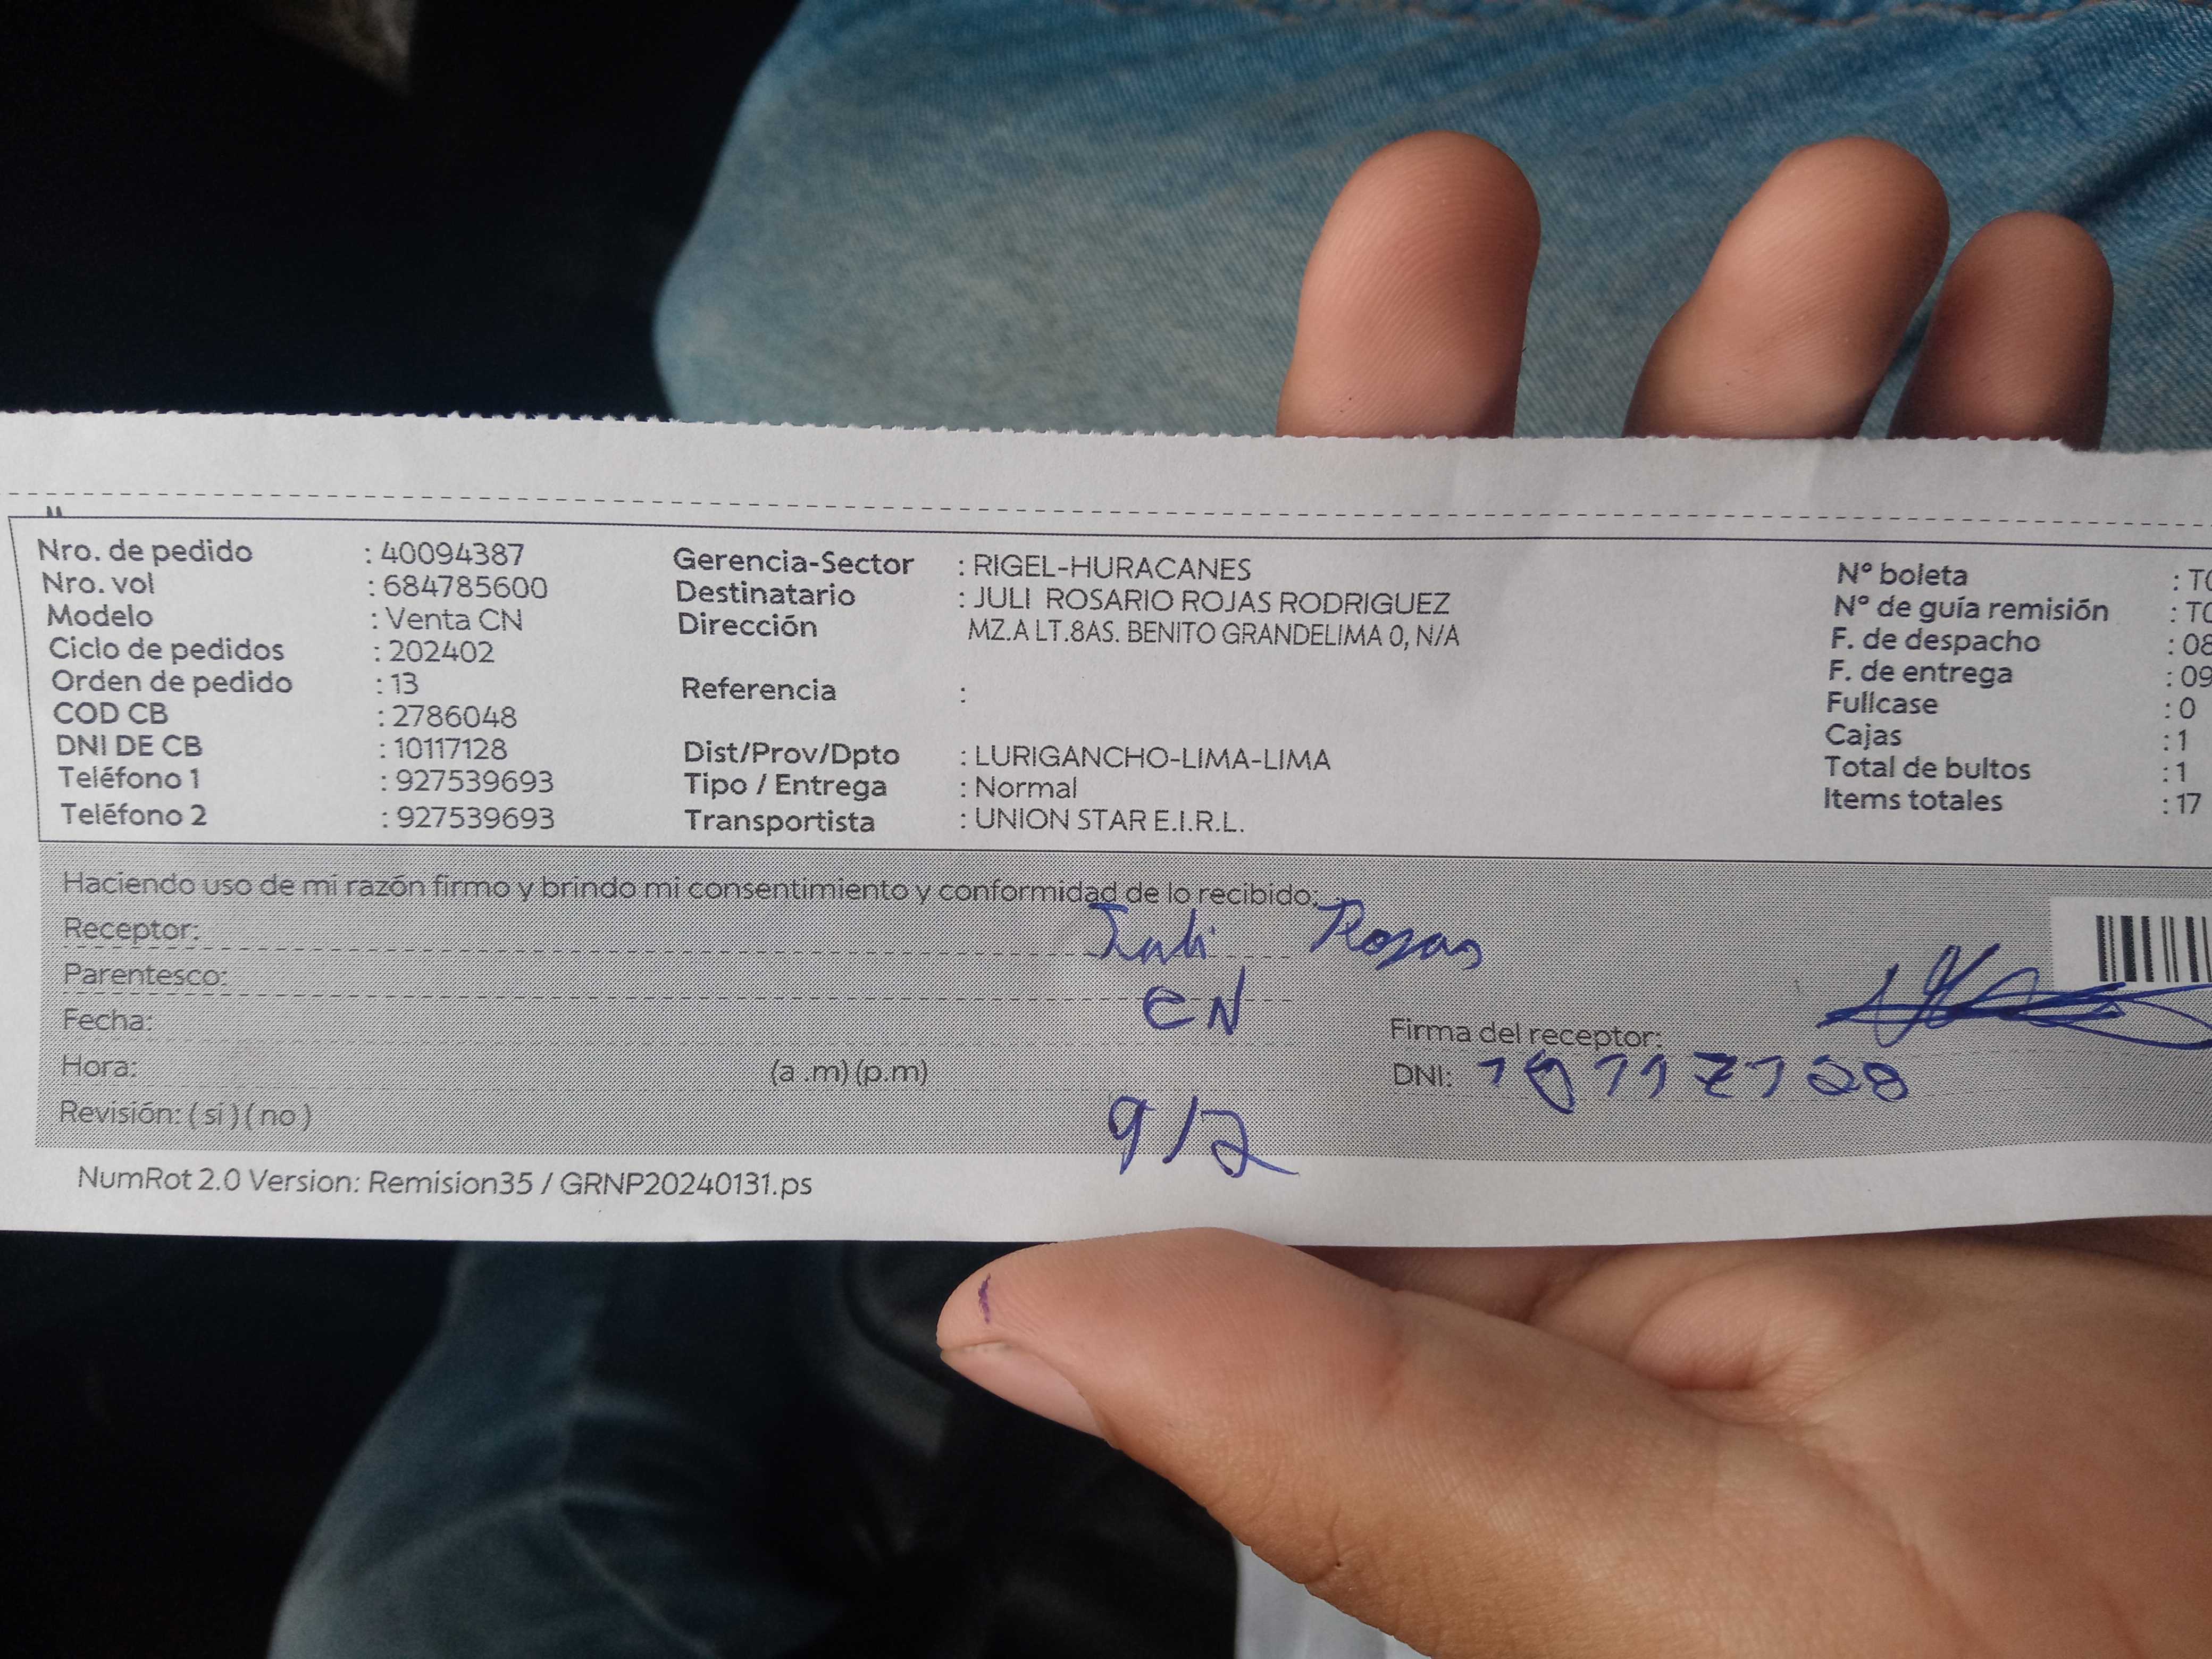 Nro. de pedido : 40094387
Nro. vol : 684785600
Modelo : Venta CN
Ciclo de pedidos : 202402
Orden de pedido : 13
COD CB : 2786048
DNI DE CB : 10117128
Teléfono 1 : 927539693
Teléfono 2 : 927539693
Gerencia-Sector : RIGEL-HURACANES
Destinatario : JULI ROSARIO ROJAS RODRIGUEZ
Dirección MZ.A LT.8AS. BENITO GRANDELIMA 0, N/A
Referencia :
Dist/Prov/Dpto : LURIGANCHO-LIMA-LIMA
Tipo / Entrega : Normal
Transportista : UNION STAR E.I.R.L.
N° boleta : T0
N° de guía remisión : T0
F. de despacho : 08
F. de entrega : 09
Fullcase : 0
Cajas : 1
Total de bultos : 1
Items totales : 17
Haciendo uso de mi razón firmo y brindo mi consentimiento y conformidad de lo recibido:
Receptor: Juli Rojas
Parentesco: CN
Fecha:
Hora: (a .m) (p.m)
Revisión: ( si ) ( no ) 9/2
Firma del receptor:
DNI: 10117128
NumRot 2.0 Version: Remision35 / GRNP20240131.ps